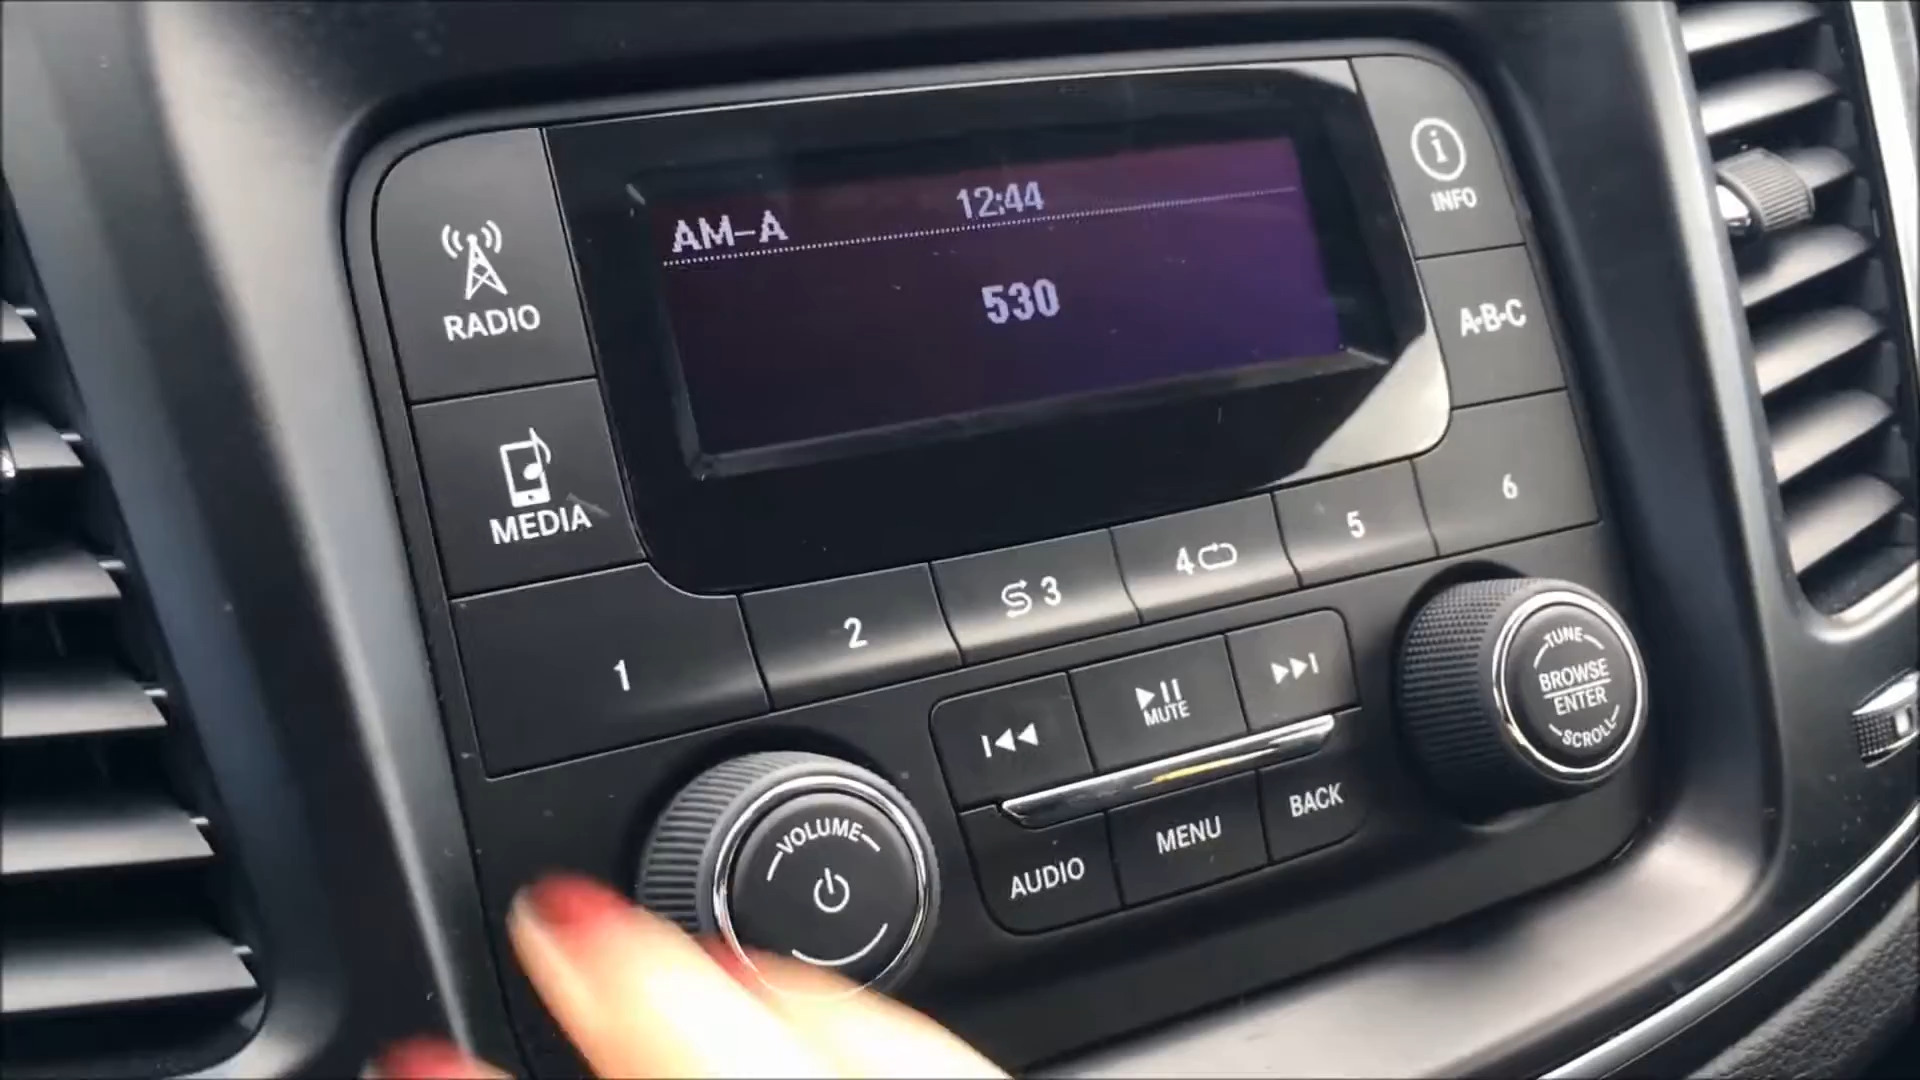 12:44
AM-A
530
RADIO
MEDIA
INFO
A·B·C
1
2
3
4
5
6
MUTE
AUDIO
MENU
BACK
VOLUME
TUNE
BROWSE
ENTER
SCROLL